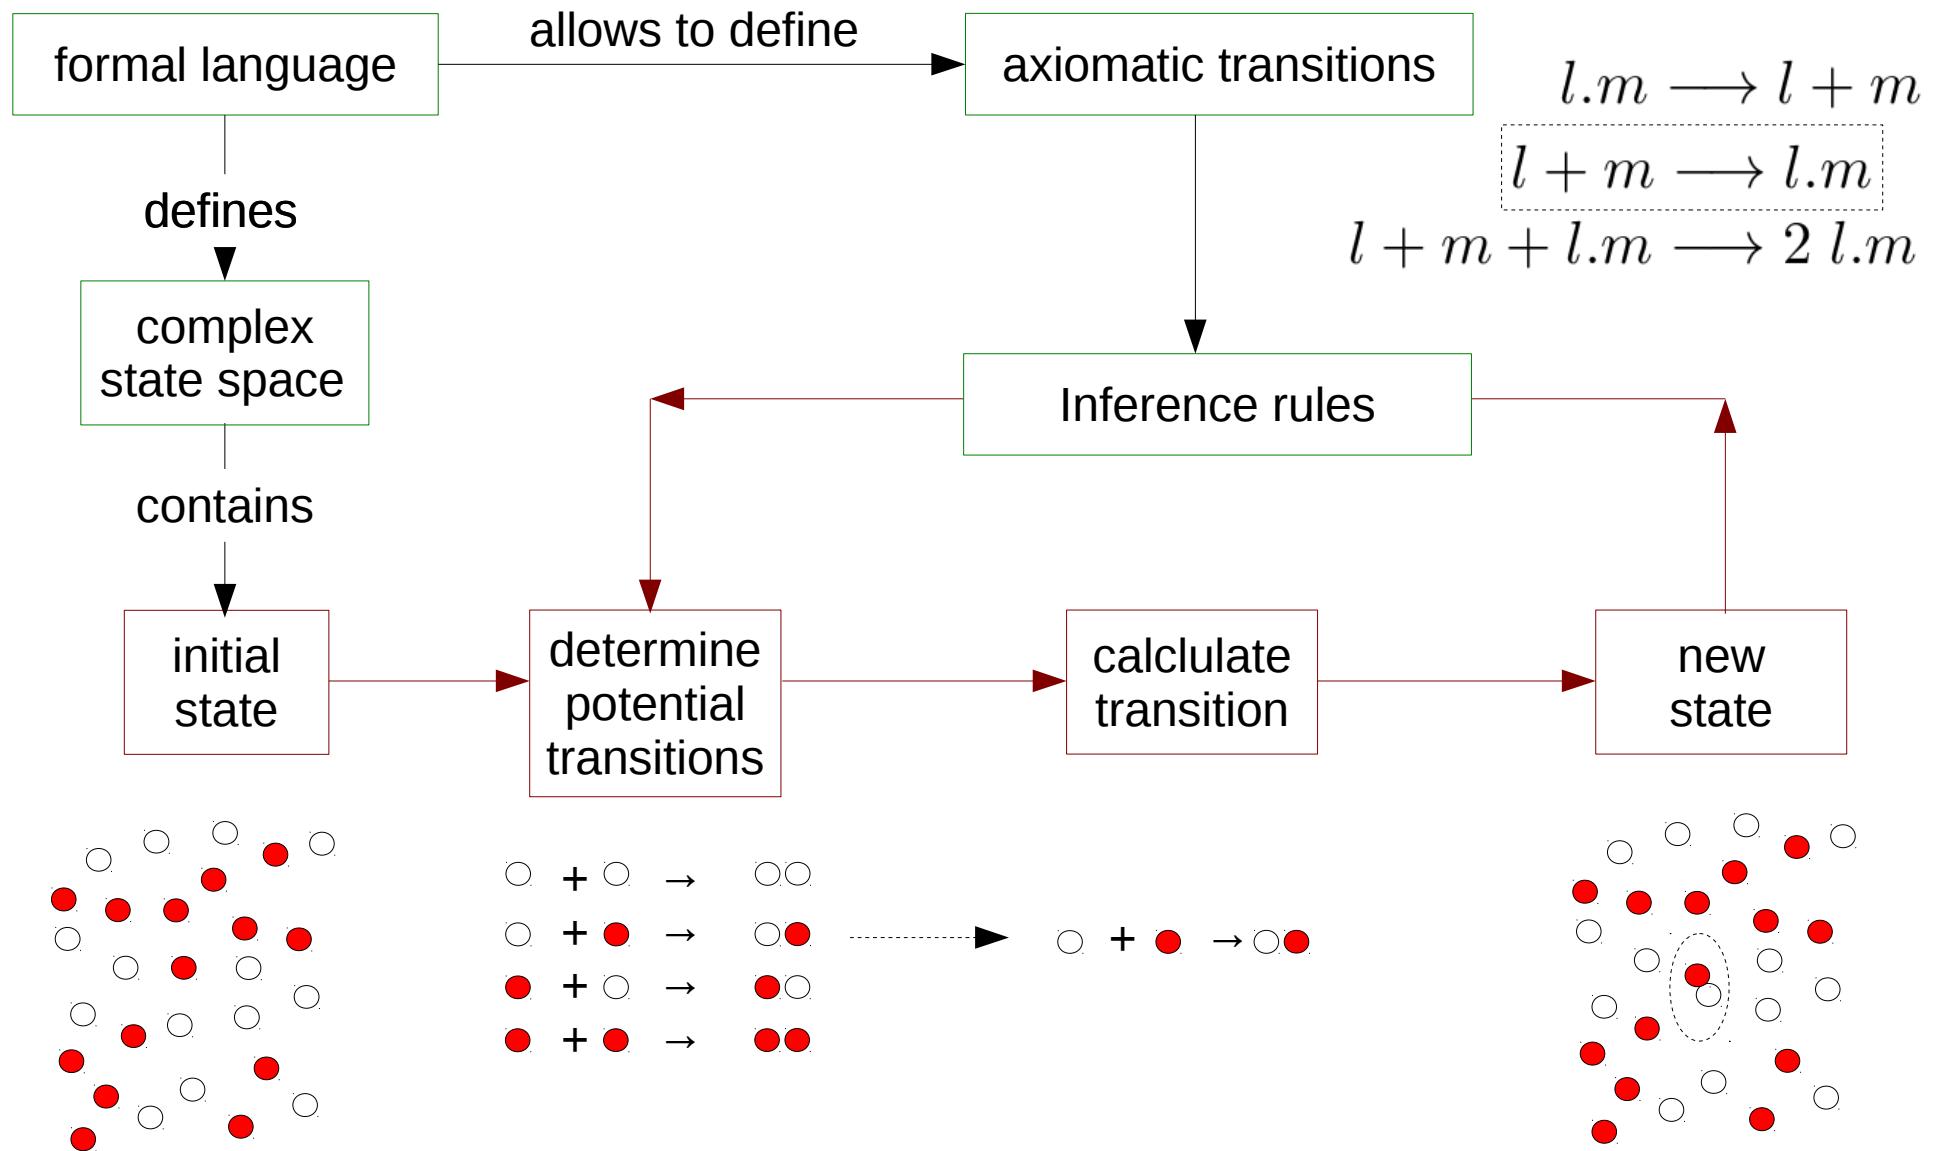 formal language
allows to define
axiomatic transitions
l.m ⟶ l + m
l + m ⟶ l.m
l + m + l.m ⟶ 2 l.m
defines
complex
state space
Inference rules
contains
initial
state
determine
potential
transitions
calclulate
transition
new
state
+ →
+ →
+ →
+ →
+ →